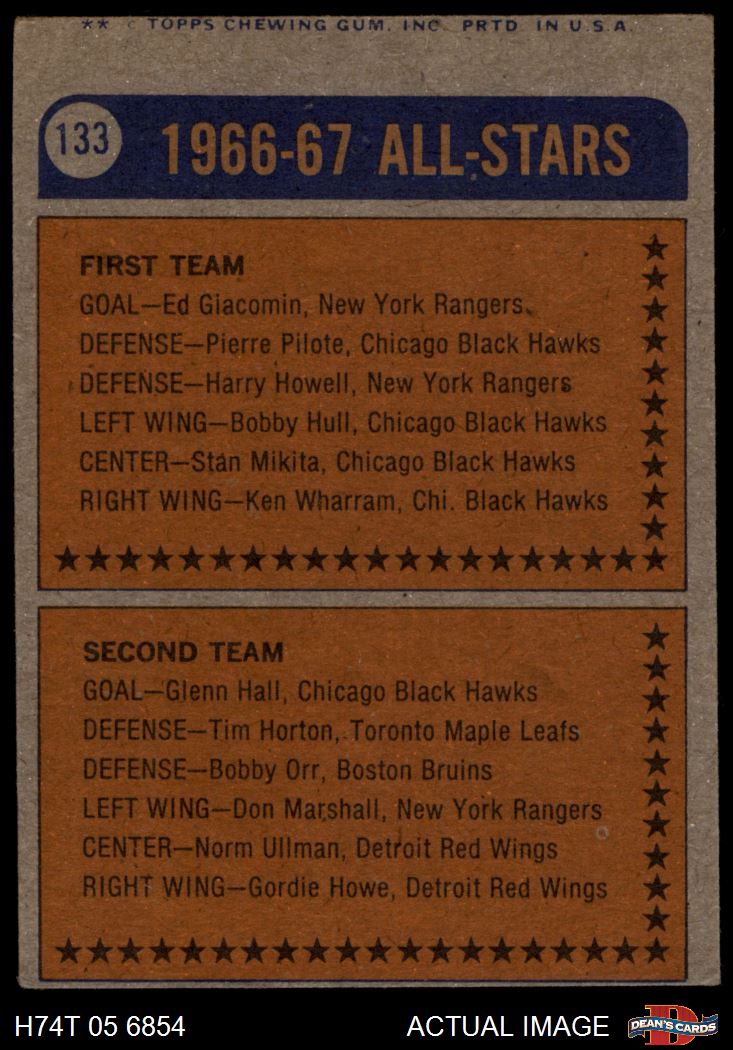 ** © TOPPS CHEWING GUM, INC. PRTD. IN U.S.A.
133 1966-67 ALL-STARS
FIRST TEAM
GOAL—Ed Giacomin, New York Rangers
DEFENSE—Pierre Pilote, Chicago Black Hawks
DEFENSE—Harry Howell, New York Rangers
LEFT WING—Bobby Hull, Chicago Black Hawks
CENTER—Stan Mikita, Chicago Black Hawks
RIGHT WING—Ken Wharram, Chi. Black Hawks
SECOND TEAM
GOAL—Glenn Hall, Chicago Black Hawks
DEFENSE—Tim Horton, Toronto Maple Leafs
DEFENSE—Bobby Orr, Boston Bruins
LEFT WING—Don Marshall, New York Rangers
CENTER—Norm Ullman, Detroit Red Wings
RIGHT WING—Gordie Howe, Detroit Red Wings
H74T 05 6854 ACTUAL IMAGE D DEAN'S CARDS